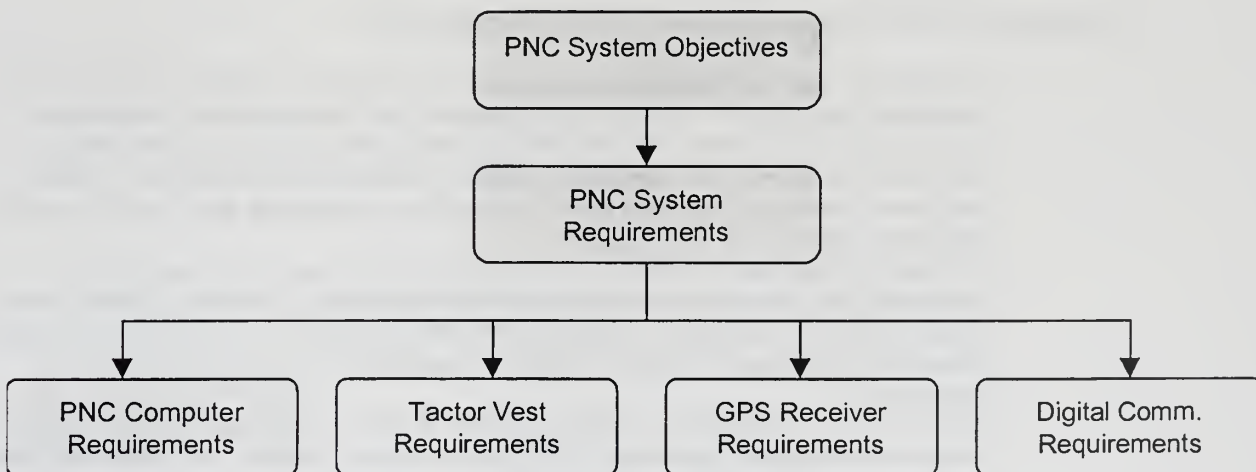 PNC System Objectives
PNC System
Requirements
PNC Computer
Requirements
Tactor Vest
Requirements
GPS Receiver
Requirements
Digital Comm.
Requirements